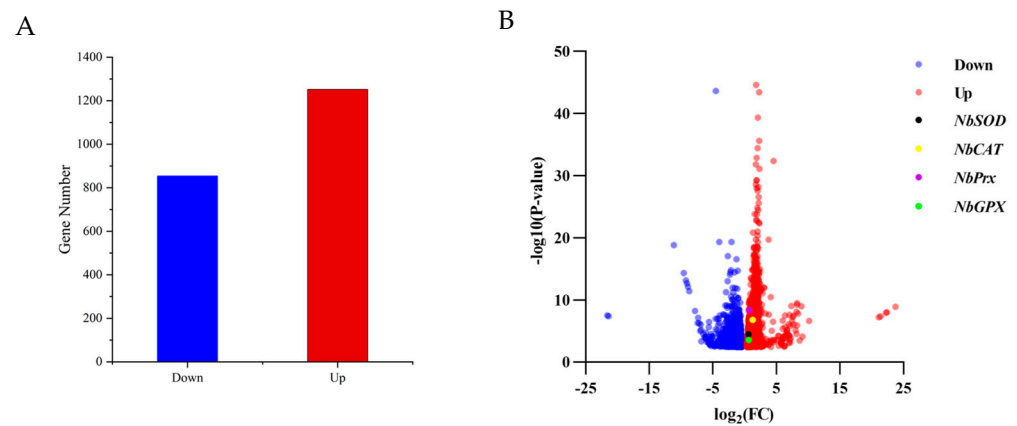 A
Gene Number
1400
1200
1000
800
600
400
200
0
Down
Up
B
-log10(P-value)
50
40
30
20
10
0
-25
-15
-5
5
15
25
log₂(FC)
Down
Up
NbSOD
NbCAT
NbPrx
NbGPX